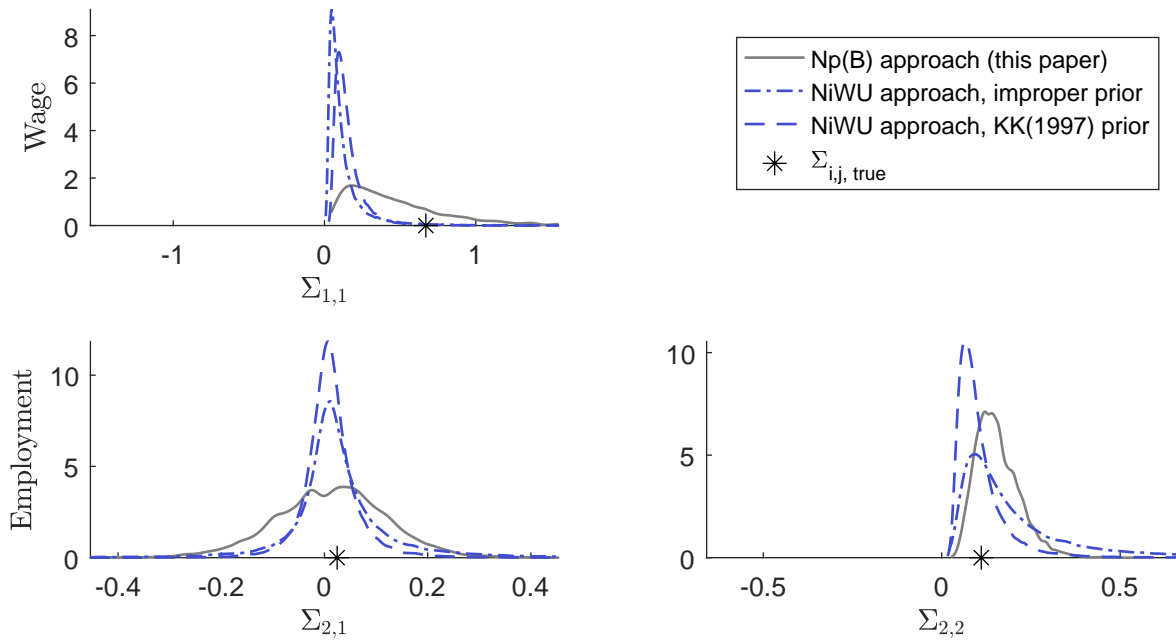 8
6
4
2
0
Wage
-1
0
1
Σ1,1
Np(B) approach (this paper)
NiWU approach, improper prior
NiWU approach, KK(1997) prior
Σi,j, true
10
5
0
Employment
-0.4
-0.2
0
0.2
0.4
Σ2,1
10
5
0
-0.5
0
0.5
Σ2,2